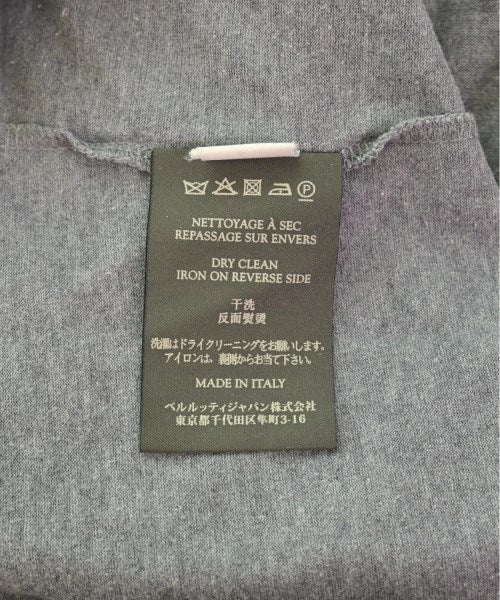 NETTOYAGE À SEC
REPASSAGE SUR ENVERS
DRY CLEAN
IRON ON REVERSE SIDE
干洗
反面熨烫
洗濯はドライクリーニングをお願いします。
アイロンは、裏側からお当て下さい。
MADE IN ITALY
ベルルッティジャパン株式会社
東京都千代田区隼町3-16